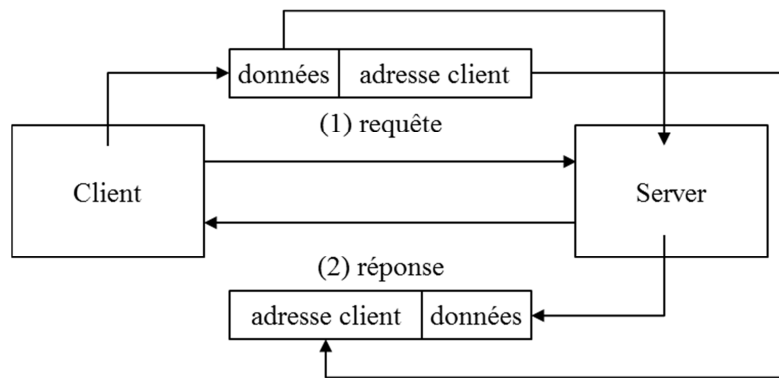 données adresse client
(1) requête
Client
Server
(2) réponse
adresse client données